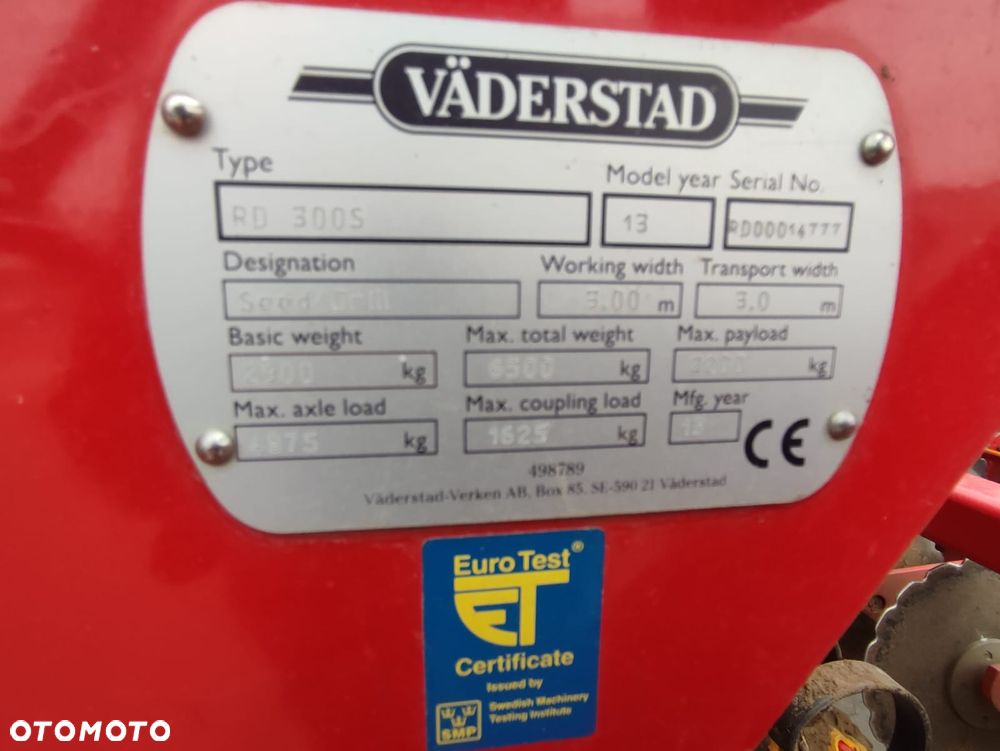 VÄDERSTAD
Type Model year Serial No.
RD 300S 13 RD00014777
Designation Working width Transport width
Seed 3.00 m 3.0 m
Basic weight Max. total weight Max. payload
2900 kg 6500 kg kg
Max. axle load Max. coupling load Mfg. year
4875 kg 1625 kg 13 CE
498789
Väderstad-Verken AB, Box 85, SE-590 21 Väderstad
Euro Test®
ET
Certificate
Issued by
Swedish Machinery
Testing Institute
SMP
OTOMOTO